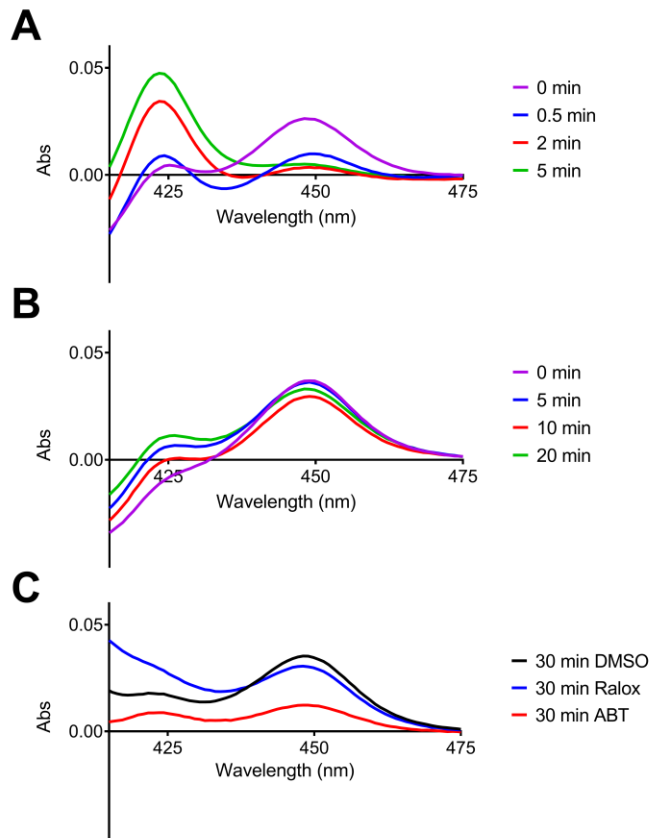 A
0.05
0.00
425
450
475
Abs
Wavelength (nm)
0 min
0.5 min
2 min
5 min
B
0.05
0.00
425
450
475
Abs
Wavelength (nm)
0 min
5 min
10 min
20 min
C
0.05
0.00
425
450
475
Abs
Wavelength (nm)
30 min DMSO
30 min Ralox
30 min ABT